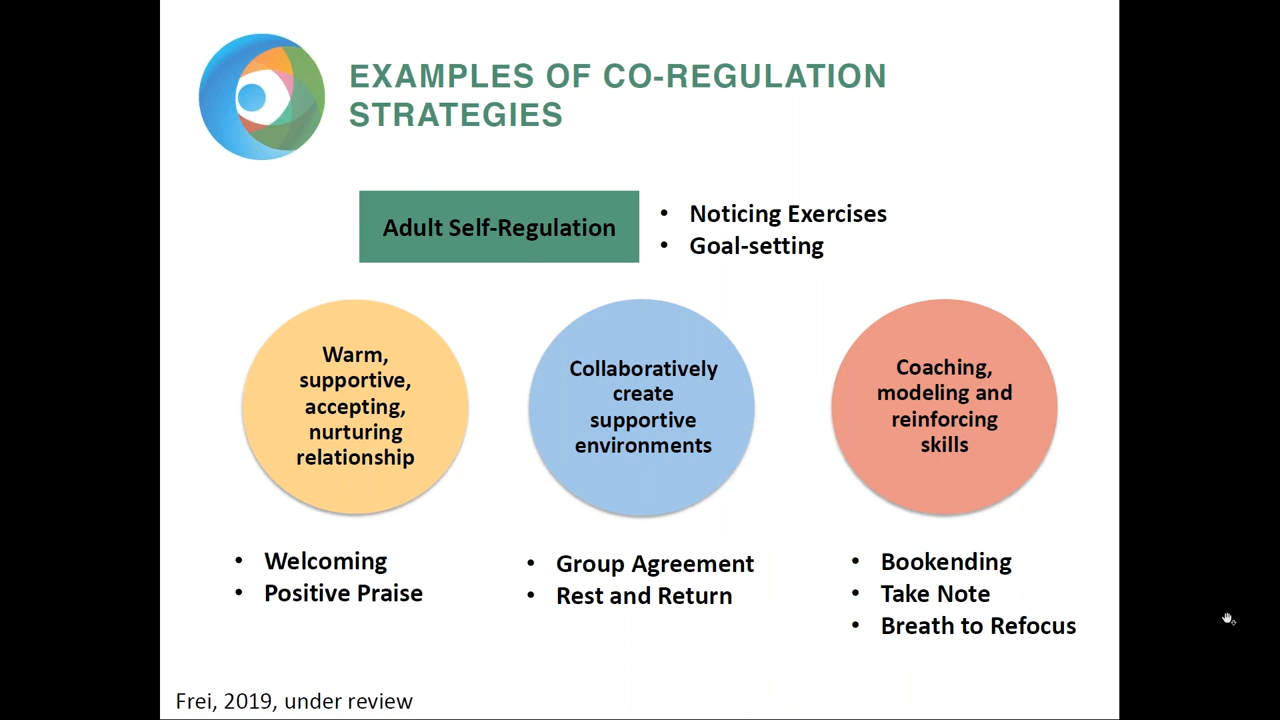 EXAMPLES OF CO-REGULATION
STRATEGIES
Adult Self-Regulation
• Noticing Exercises
• Goal-setting
Warm,
supportive,
accepting,
nurturing
relationship
Collaboratively
create
supportive
environments
Coaching,
modeling and
reinforcing
skills
• Welcoming
• Positive Praise
• Group Agreement
• Rest and Return
• Bookending
• Take Note
• Breath to Refocus
Frei, 2019, under review